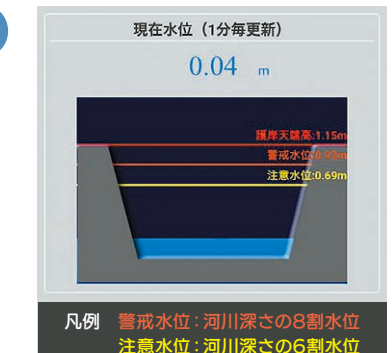 現在水位（1分毎更新）
0.04 m
護岸天端高:1.15m
警戒水位:0.92m
注意水位:0.69m
凡例 警戒水位：河川深さの8割水位
注意水位：河川深さの6割水位